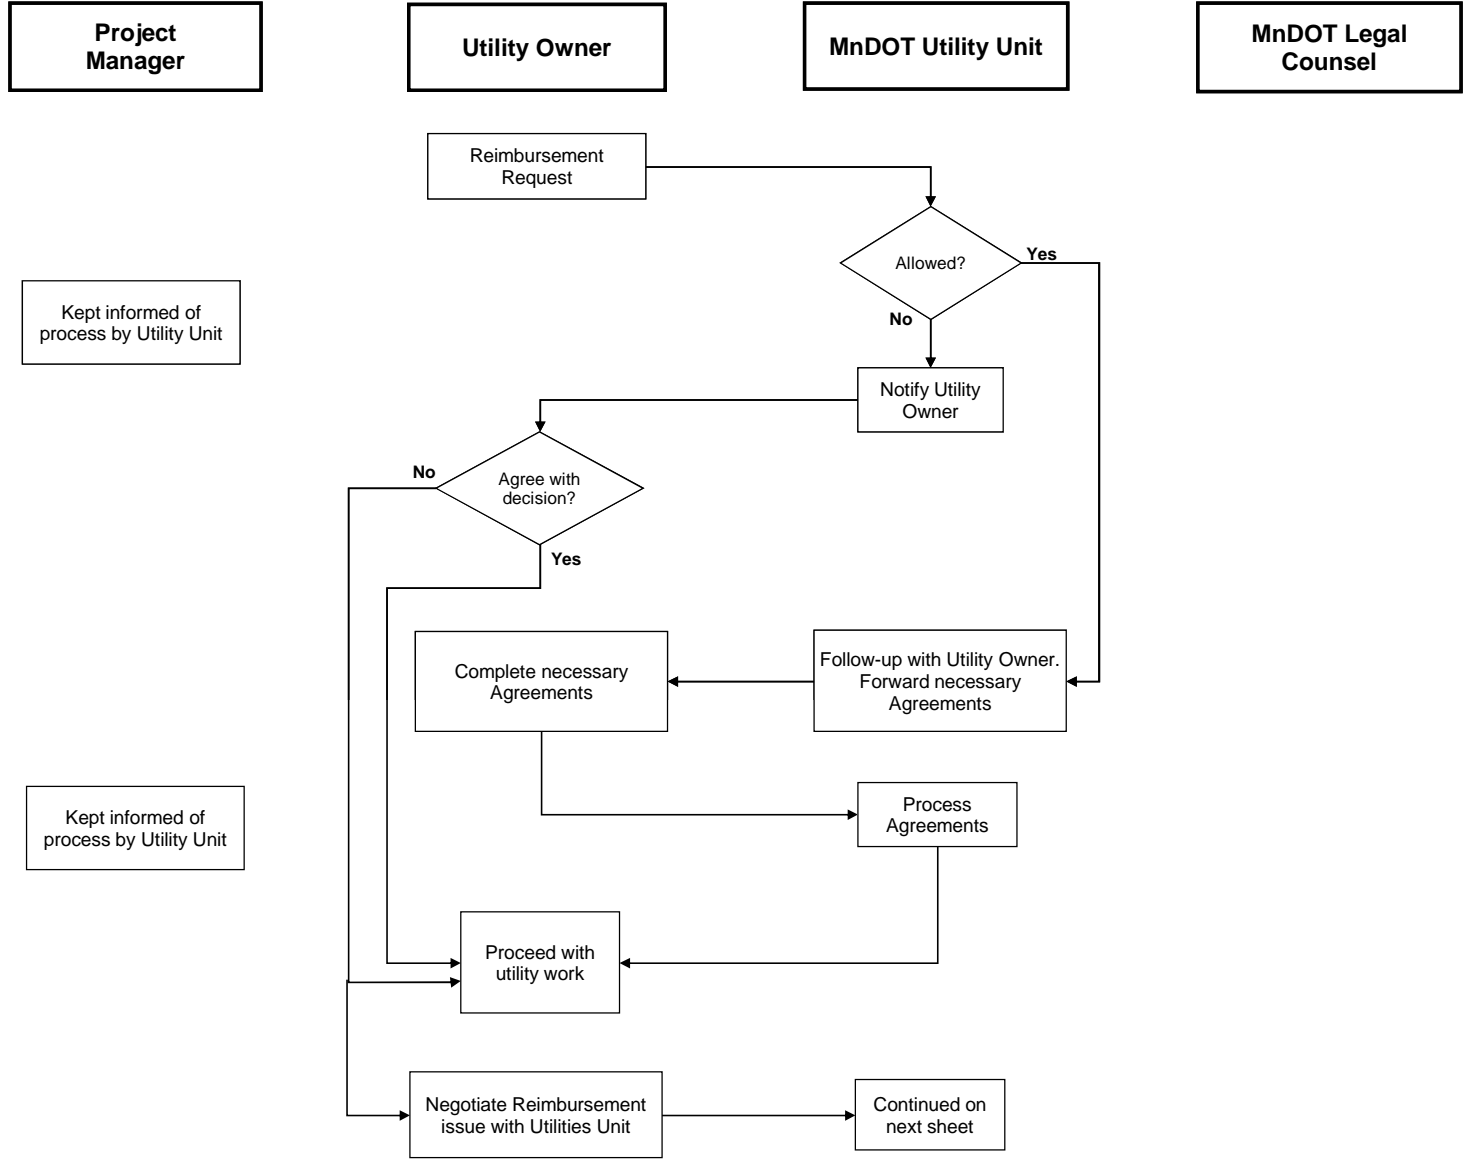 Project
Manager
Utility Owner
MnDOT Utility Unit
MnDOT Legal
Counsel
Reimbursement
Request
Allowed?
Yes
No
Kept informed of
process by Utility Unit
Notify Utility
Owner
No
Agree with
decision?
Yes
Complete necessary
Agreements
Follow-up with Utility Owner.
Forward necessary
Agreements
Process
Agreements
Kept informed of
process by Utility Unit
Proceed with
utility work
Negotiate Reimbursement
issue with Utilities Unit
Continued on
next sheet